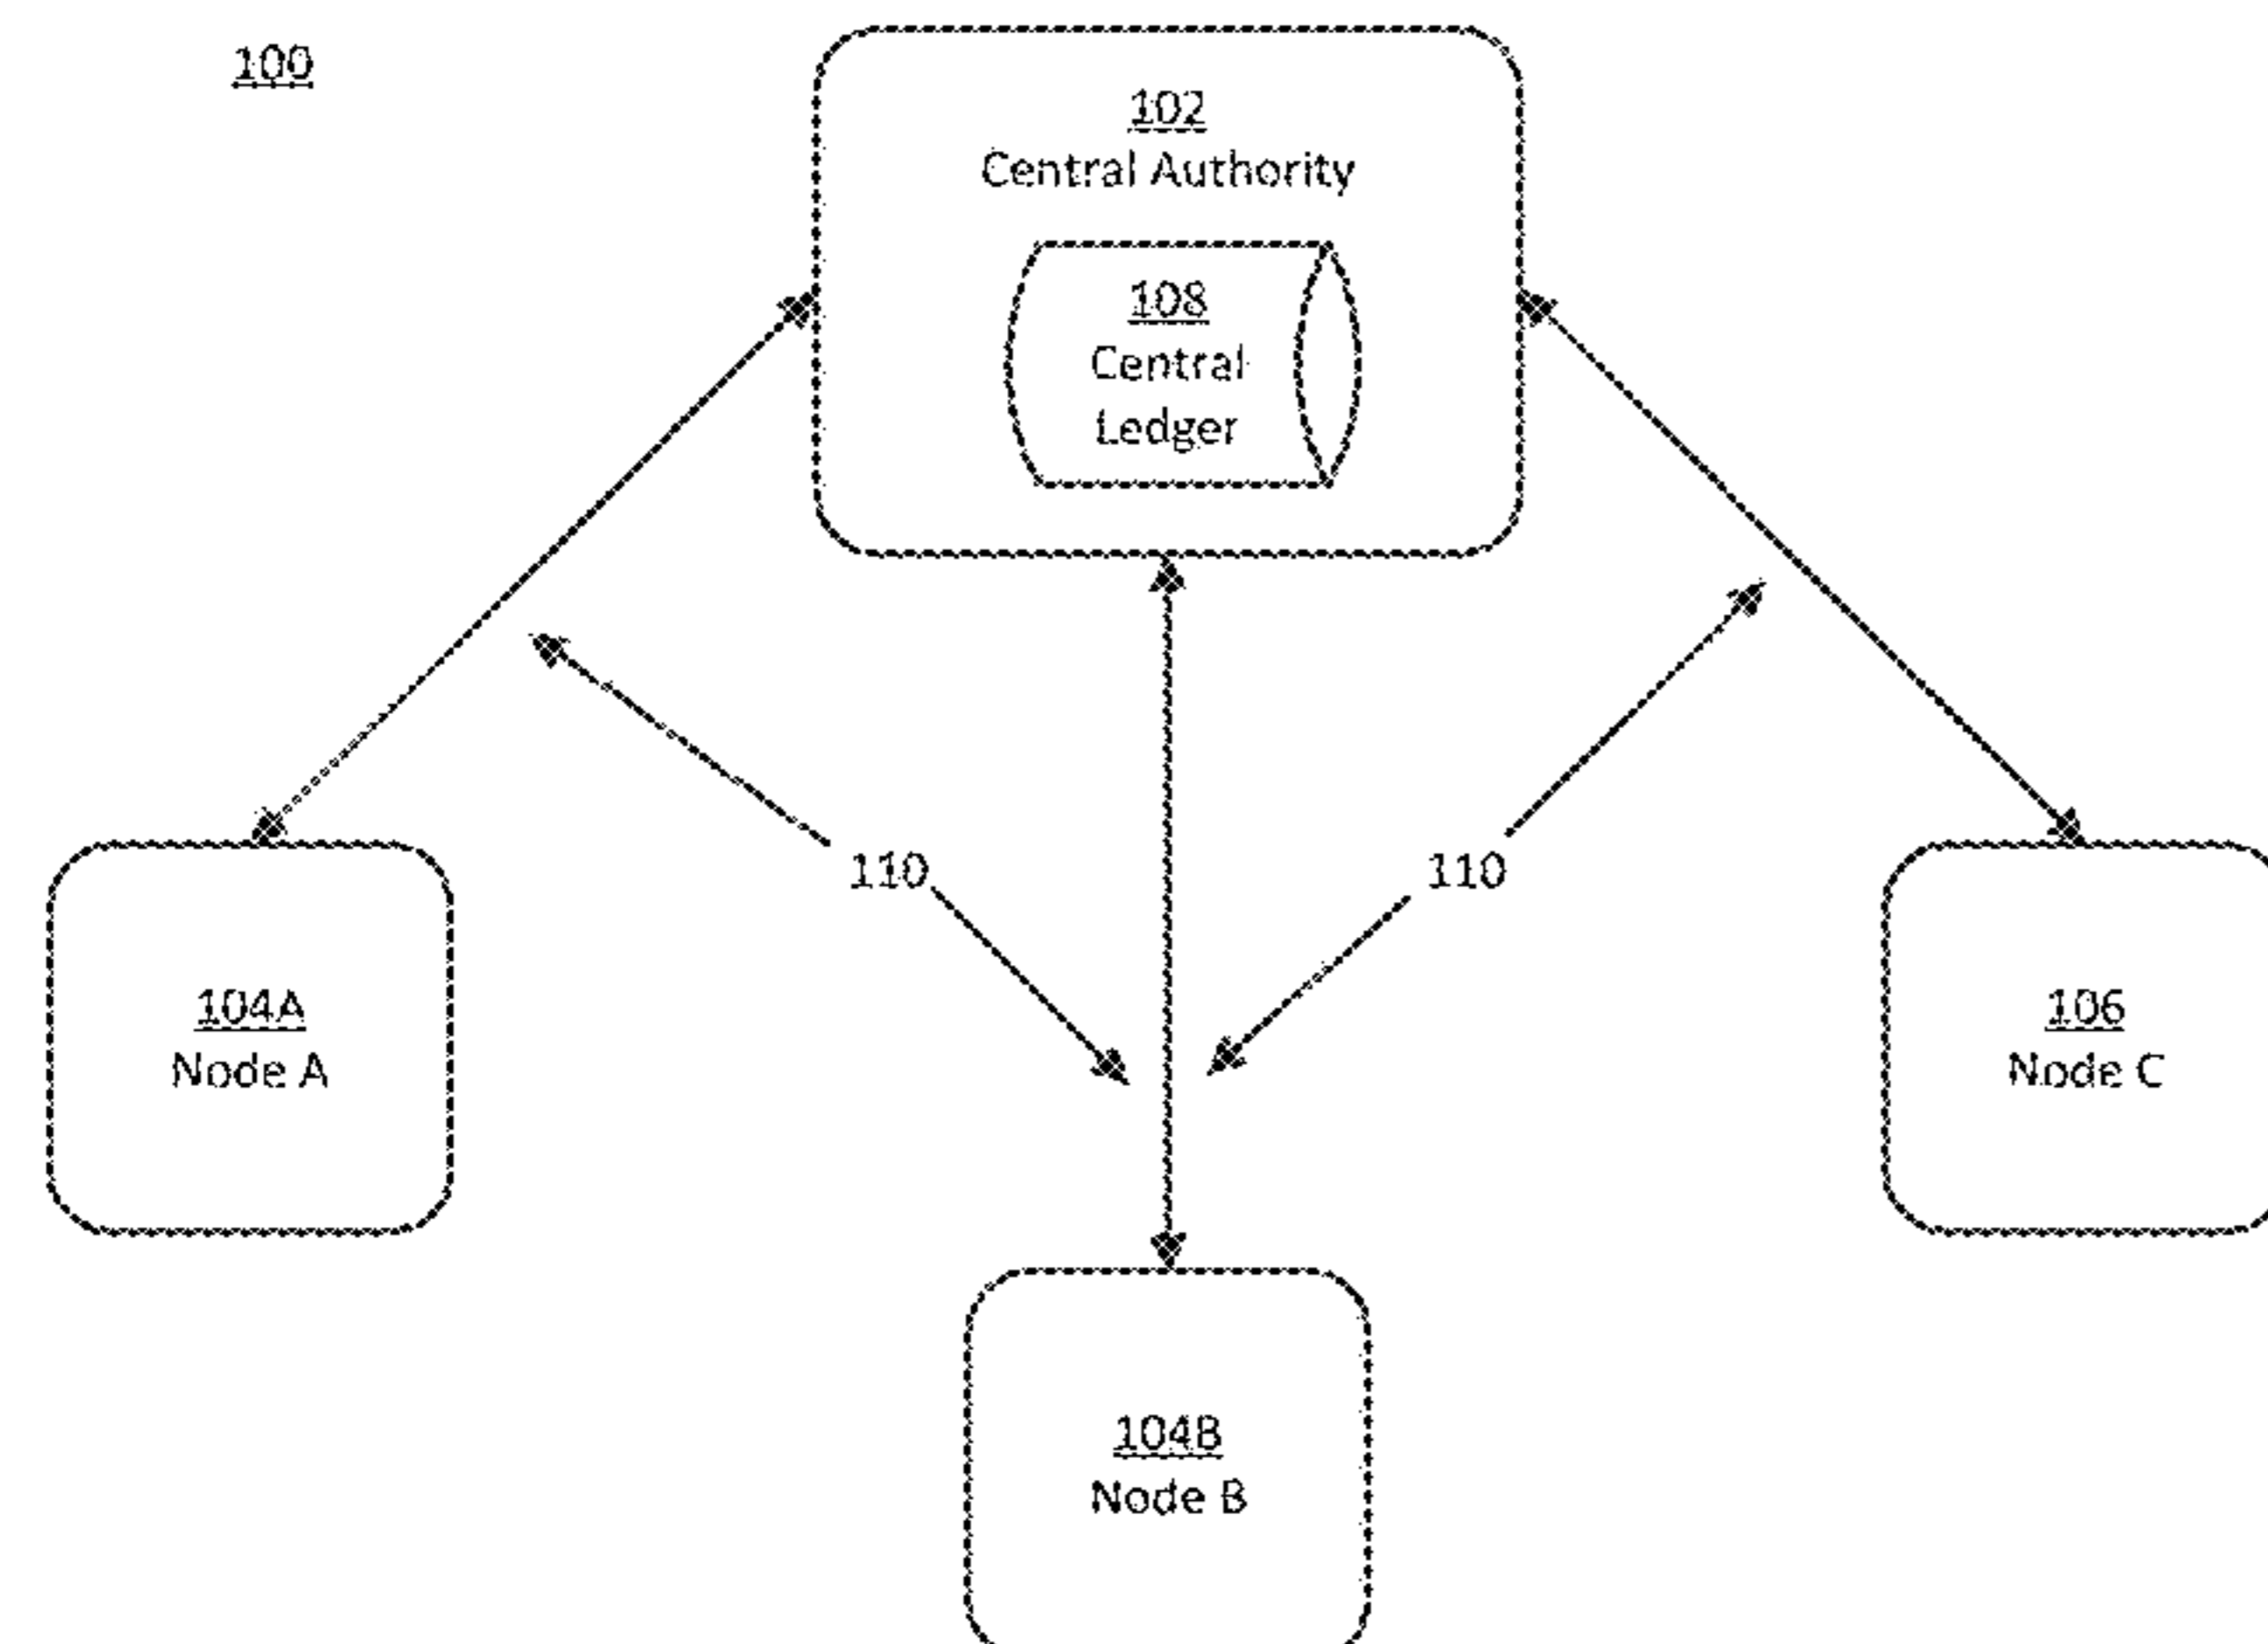 100
102
Central Authority
108
Central
Ledger
110
110
104A
Node A
106
Node C
104B
Node B